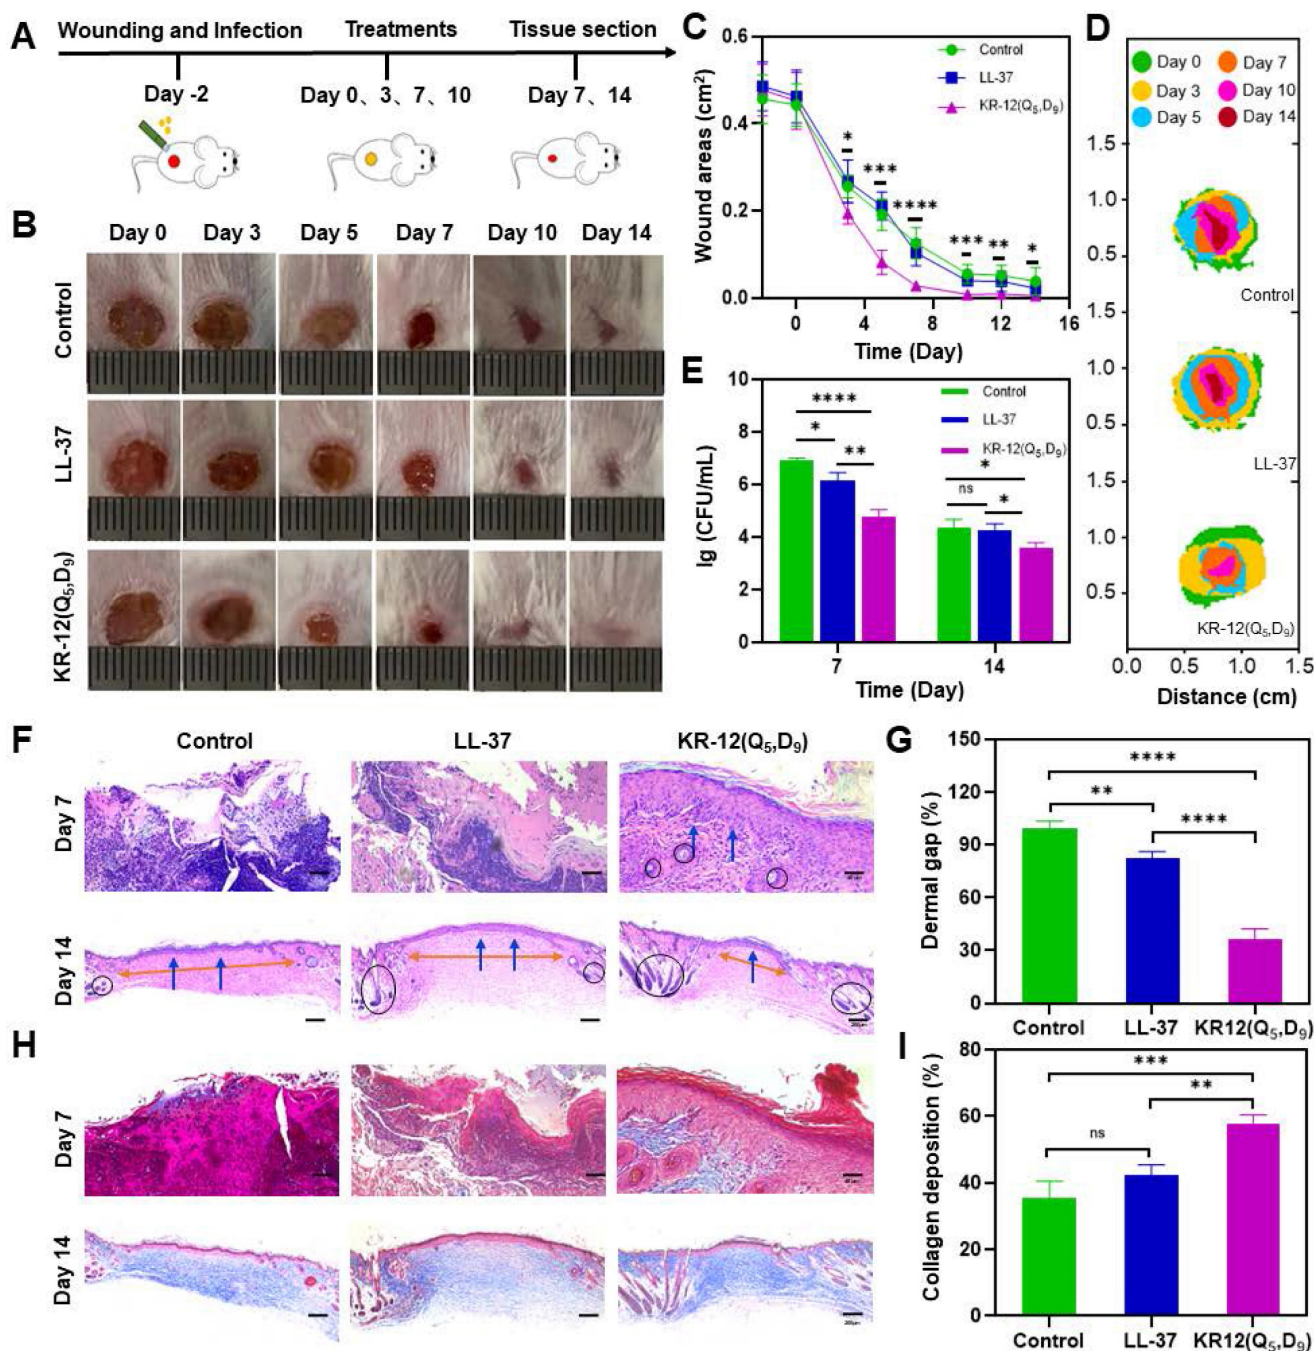 A
Wounding and Infection
Treatments
Tissue section
Day -2
Day 0、3、7、10
Day 7、14
B
Day 0 Day 3 Day 5 Day 7 Day 10 Day 14
Control
LL-37
KR-12(Q5,D9)
C
Wound areas (cm2)
0.6
0.4
0.2
0.0
Control
LL-37
KR-12(Q5,D9)
*
***
****
***
**
*
0 4 8 12 16
Time (Day)
D
Day 0 Day 7
Day 3 Day 10
Day 5 Day 14
1.5
1.0
0.5
Control
1.5
1.0
0.5
LL-37
1.5
1.0
0.5
KR-12(Q5,D9)
0.0 0.5 1.0 1.5
Distance (cm)
E
lg (CFU/mL)
10
8
6
4
2
0
Control
LL-37
KR-12(Q5,D9)
****
*
**
*
ns
*
7 14
Time (Day)
F
Control LL-37 KR-12(Q5,D9)
Day 7
Day 14
G
Dermal gap (%)
150
120
90
60
30
0
****
**
****
Control LL-37 KR12(Q5,D9)
H
Day 7
Day 14
I
Collagen deposition (%)
80
60
40
20
0
***
**
ns
Control LL-37 KR12(Q5,D9)